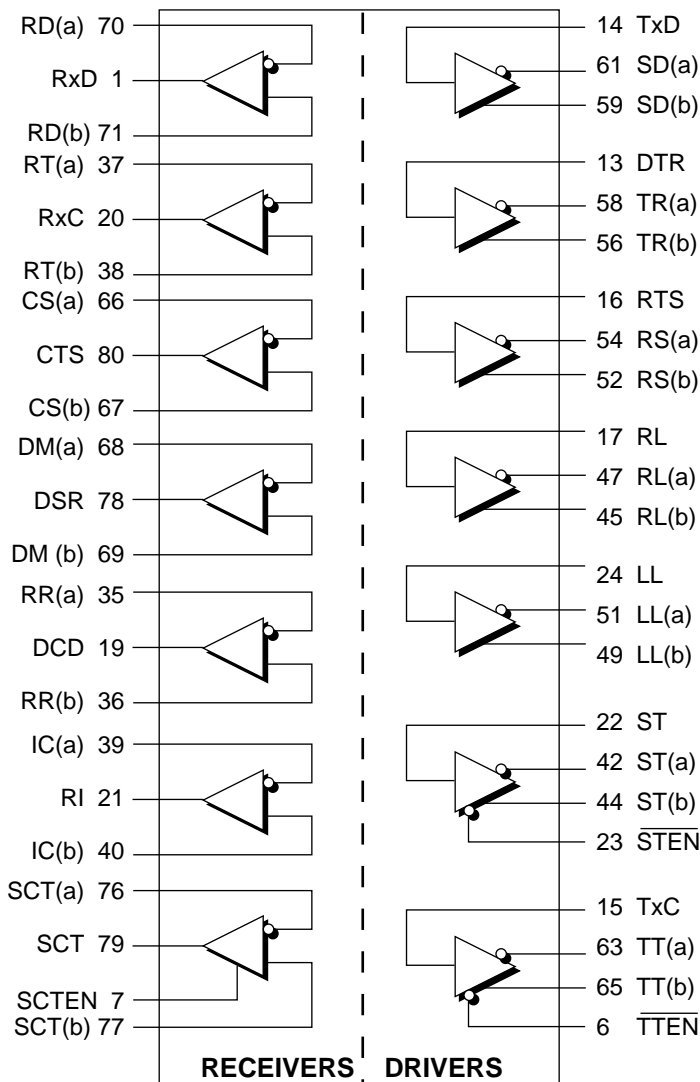 RD(a) 70
RxD 1
RD(b) 71
RT(a) 37
RxC 20
RT(b) 38
CS(a) 66
CTS 80
CS(b) 67
DM(a) 68
DSR 78
DM (b) 69
RR(a) 35
DCD 19
RR(b) 36
IC(a) 39
RI 21
IC(b) 40
SCT(a) 76
SCT 79
SCTEN 7
SCT(b) 77
RECEIVERS
14 TxD
61 SD(a)
59 SD(b)
13 DTR
58 TR(a)
56 TR(b)
16 RTS
54 RS(a)
52 RS(b)
17 RL
47 RL(a)
45 RL(b)
24 LL
51 LL(a)
49 LL(b)
22 ST
42 ST(a)
44 ST(b)
23 STEN
15 TxC
63 TT(a)
65 TT(b)
6 TTEN
DRIVERS